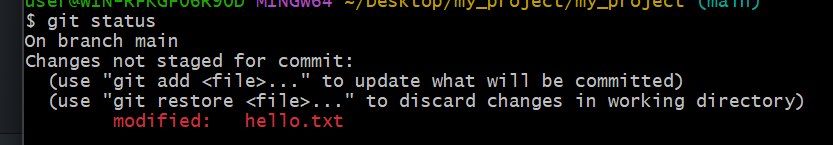 user@WIN-RFKGFO6R9OD MINGW64 ~/Desktop/my_project/my_project (main)
$ git status
On branch main
Changes not staged for commit:
  (use "git add <file>..." to update what will be committed)
  (use "git restore <file>..." to discard changes in working directory)
        modified:   hello.txt